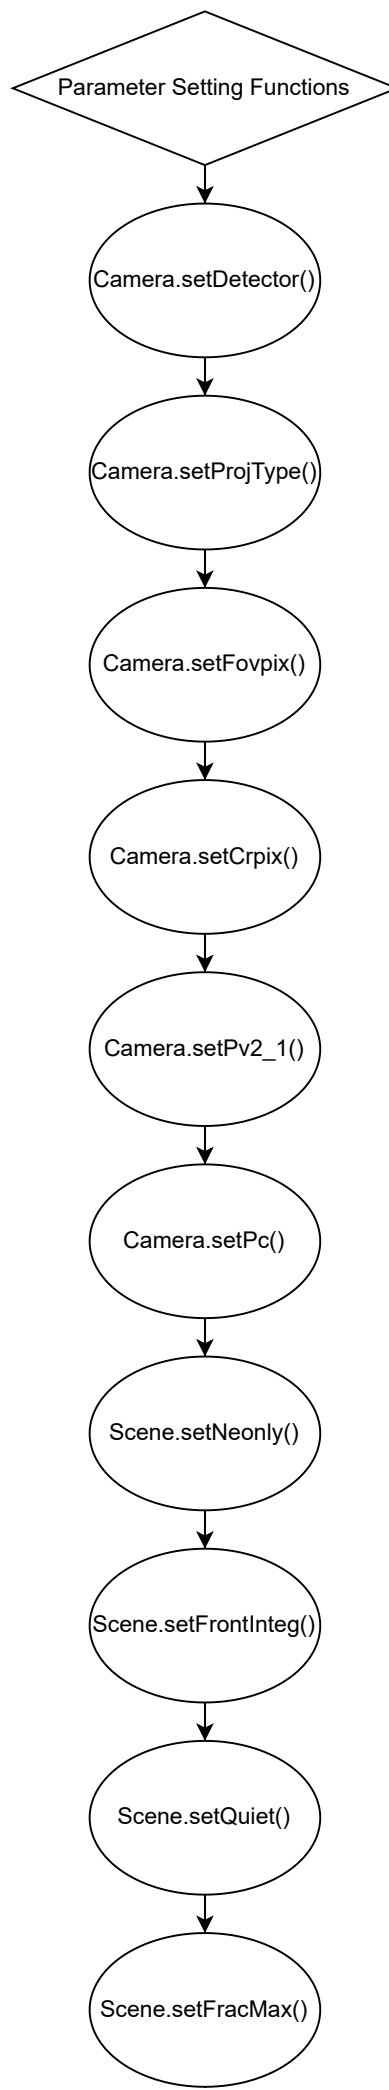 Parameter Setting Functions
Camera.setDetector()
Camera.setProjType()
Camera.setFovpix()
Camera.setCrpix()
Camera.setPv2_1()
Camera.setPc()
Scene.setNeonly()
Scene.setFrontInteg()
Scene.setQuiet()
Scene.setFracMax()